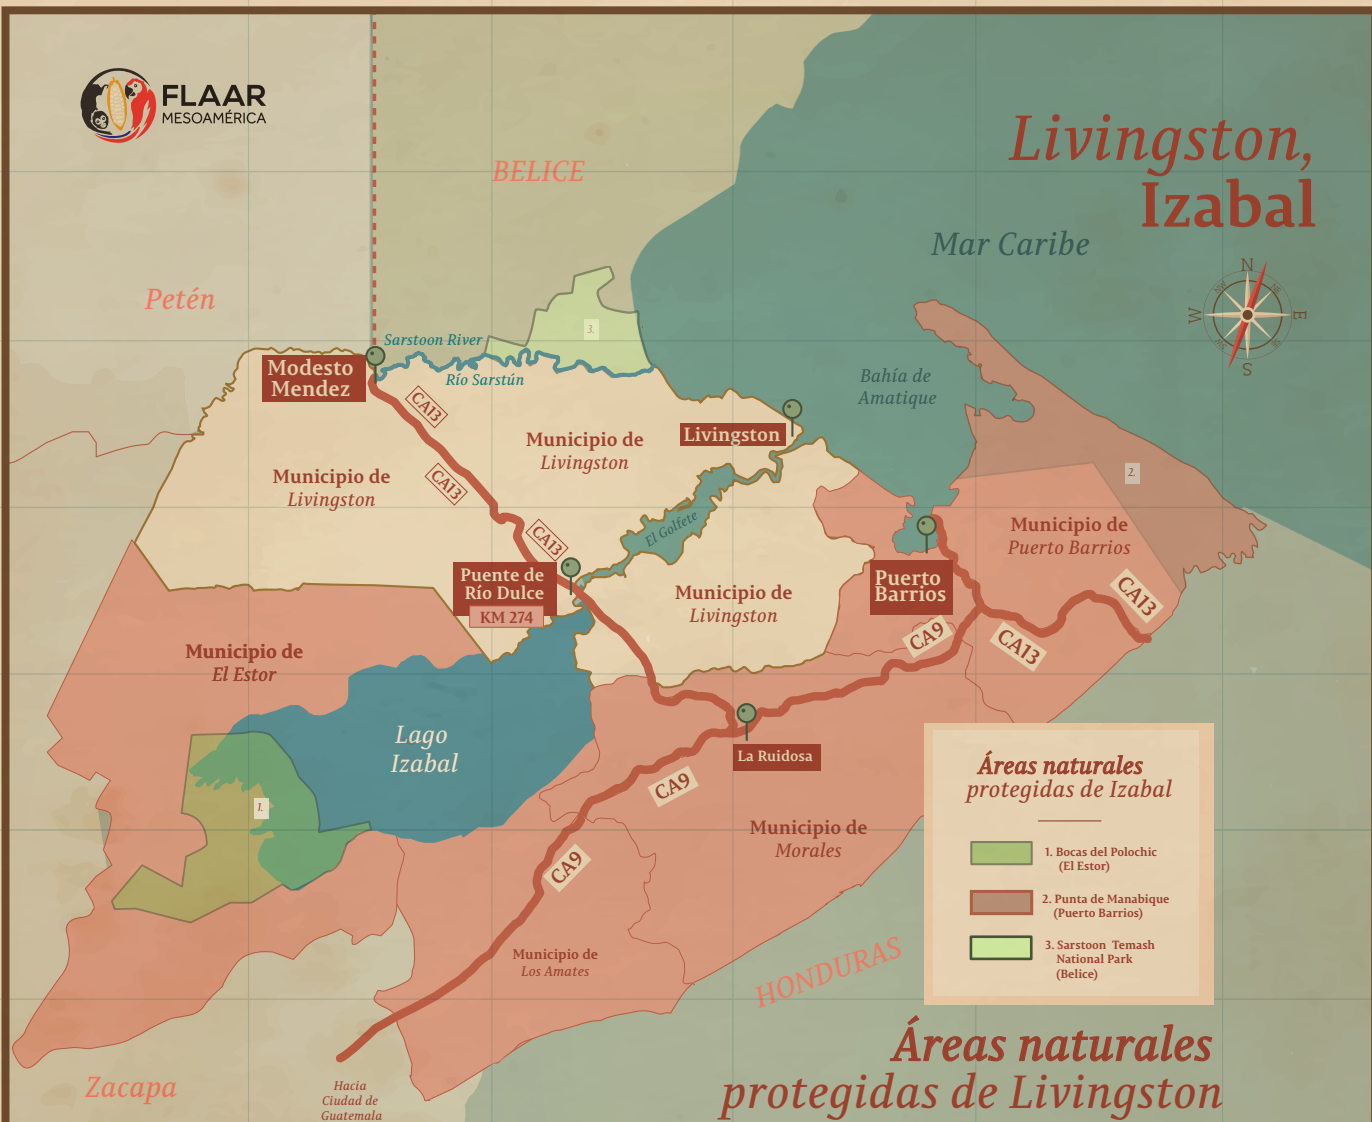 FLAAR
MESOAMÉRICA
Livingston,
Izabal
BELICE
Mar Caribe
Petén
N
NE
E
SE
S
SW
W
NW
3.
Sarstoon River
Río Sarstún
Modesto
Mendez
CA13
Bahía de
Amatique
Livingston
Municipio de
Livingston
Municipio de
Livingston
CA13
2.
El Golfete
CA13
Municipio de
Puerto Barrios
Puente de
Río Dulce
KM 274
Puerto
Barrios
Municipio de
Livingston
CA13
CA9
CA13
Municipio de
El Estor
Lago
Izabal
La Ruidosa
CA9
1.
Municipio de
Morales
CA9
Municipio de
Los Amates
HONDURAS
Áreas naturales
protegidas de Izabal
1. Bocas del Polochic
(El Estor)
2. Punta de Manabique
(Puerto Barrios)
3. Sarstoon Temash
National Park
(Belice)
Zacapa
Hacia
Ciudad de
Guatemala
Áreas naturales
protegidas de Livingston